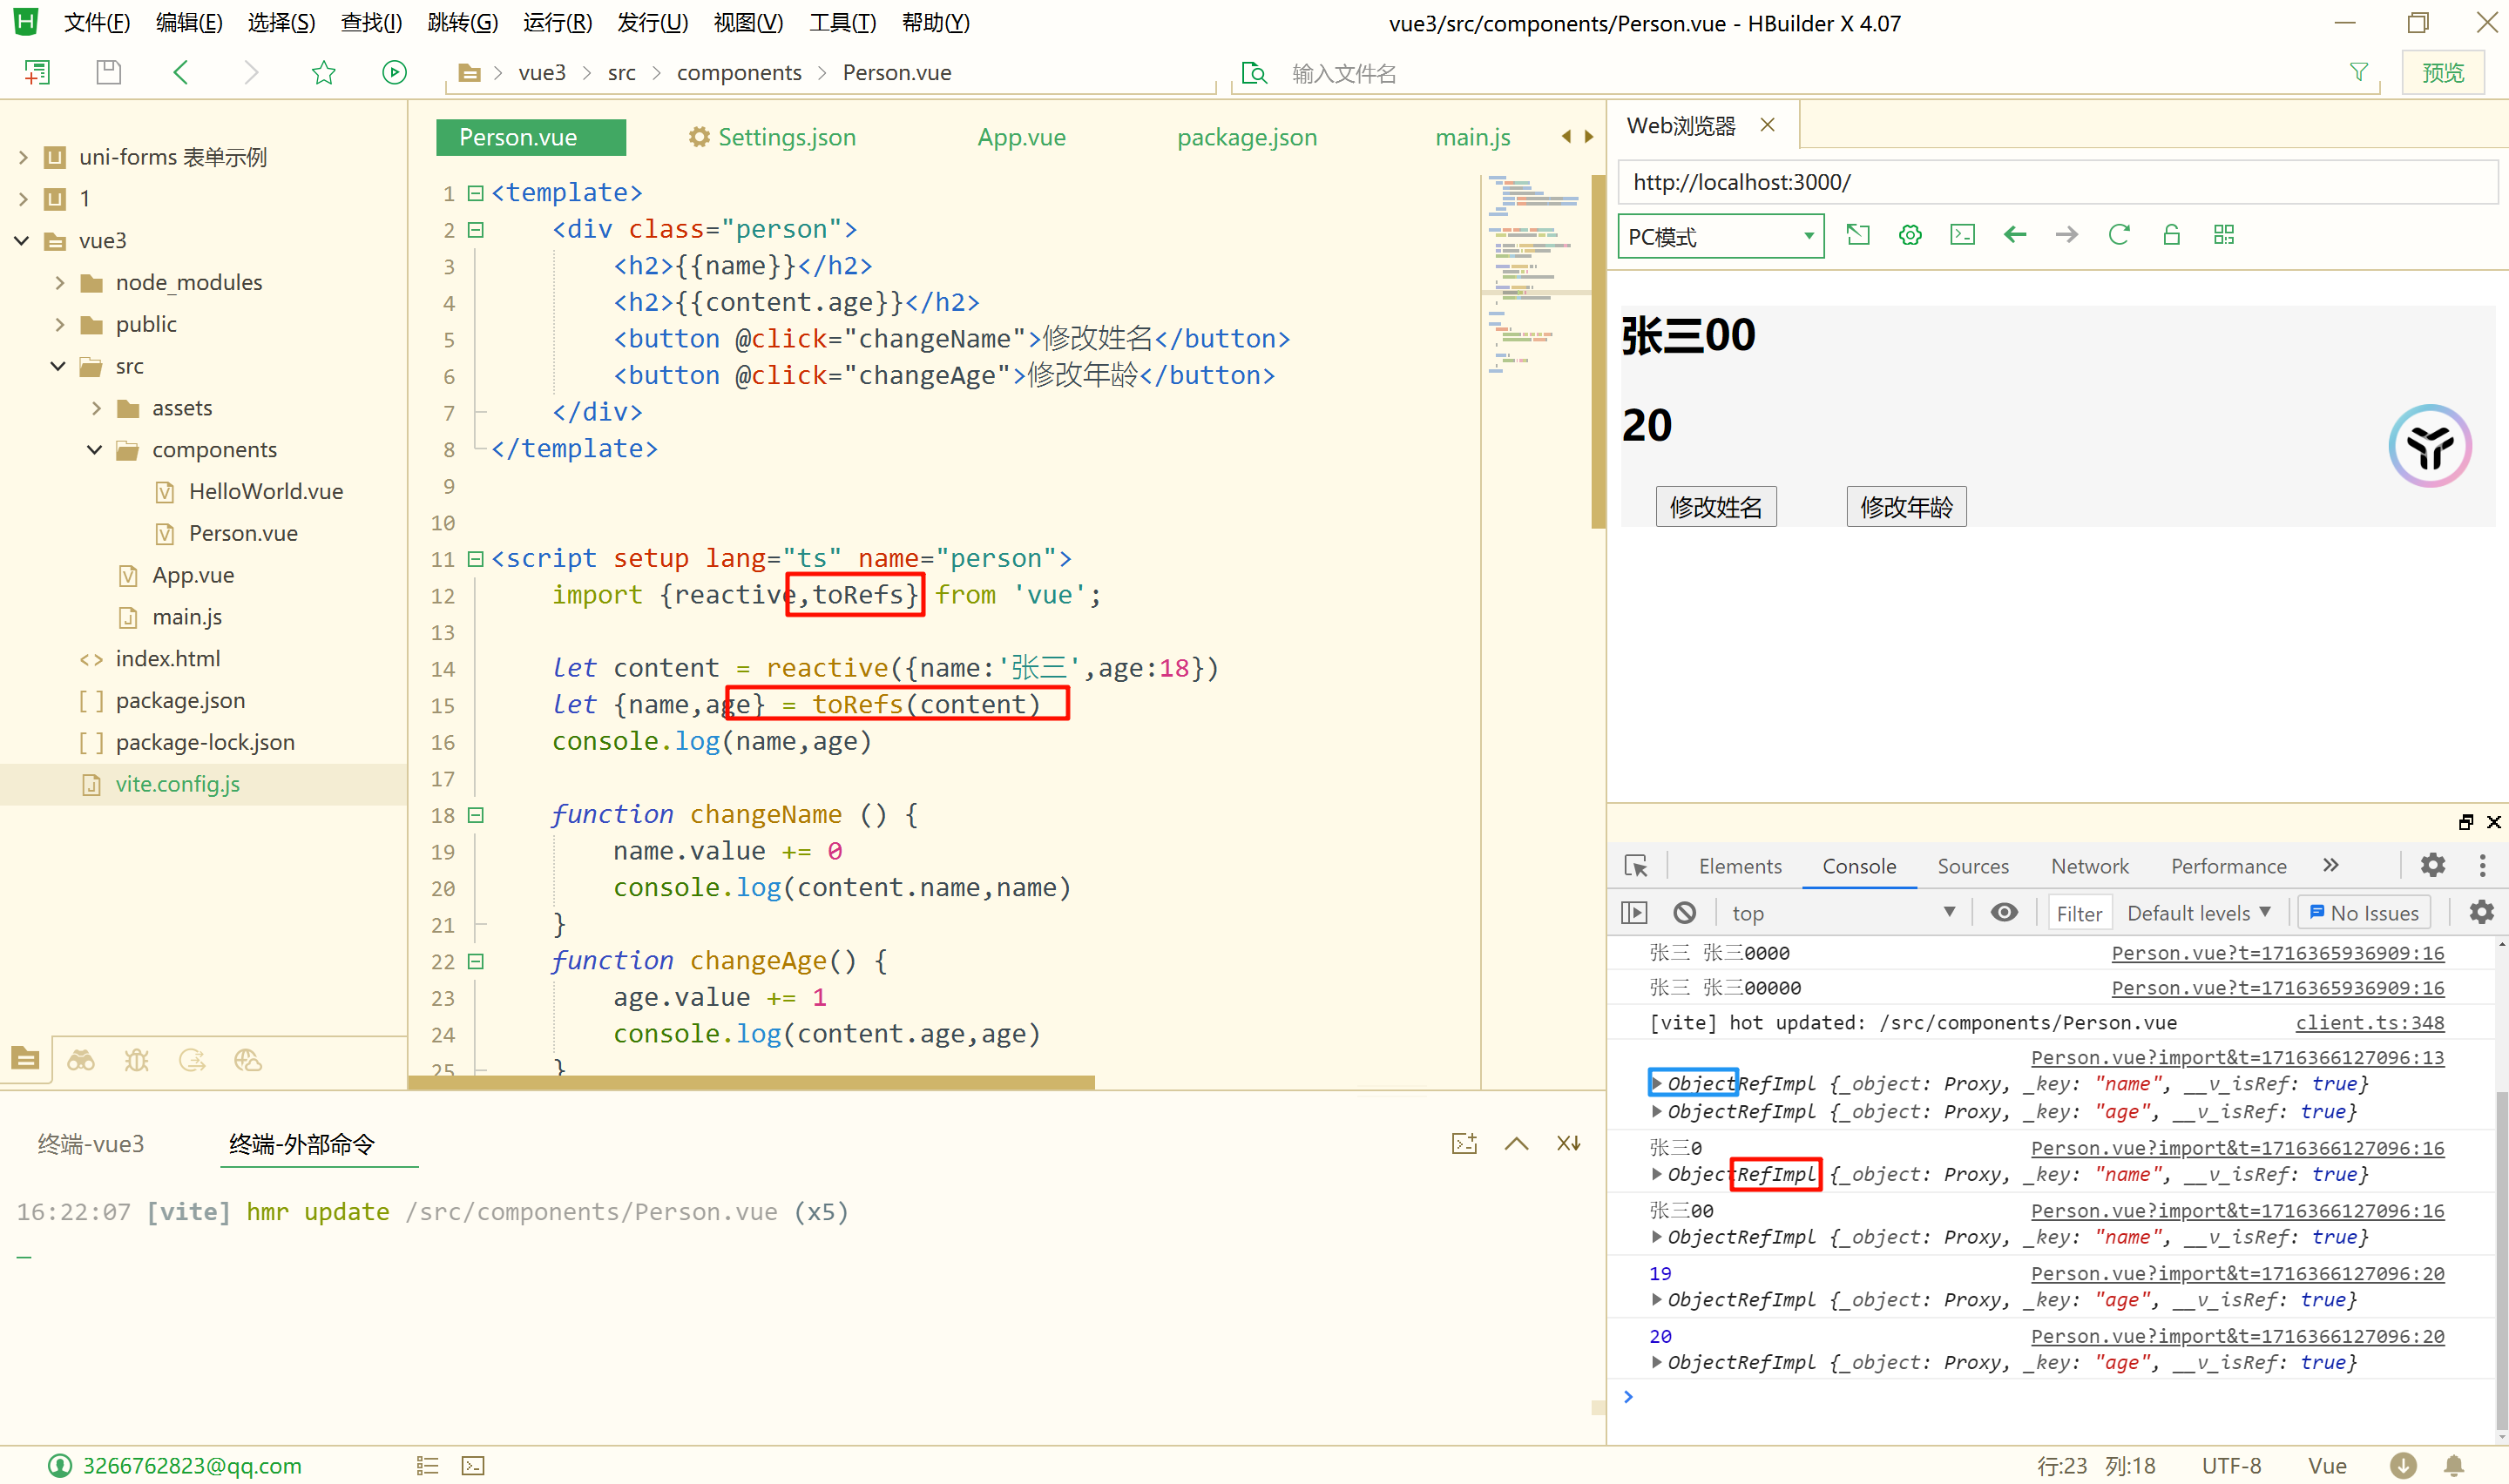 文件(F) 编辑(E) 选择(S) 查找(I) 跳转(G) 运行(R) 发行(U) 视图(V) 工具(T) 帮助(Y) vue3/src/components/Person.vue - HBuilder X 4.07
vue3 src components Person.vue 输入文件名 预览
uni-forms 表单示例
1
vue3
node_modules
public
src
assets
components
HelloWorld.vue
Person.vue
App.vue
main.js
index.html
package.json
package-lock.json
vite.config.js
Person.vue Settings.json App.vue package.json main.js
1 <template>
2 <div class="person">
3 <h2>{{name}}</h2>
4 <h2>{{content.age}}</h2>
5 <button @click="changeName">修改姓名</button>
6 <button @click="changeAge">修改年龄</button>
7 </div>
8 </template>
9
10
11 <script setup lang="ts" name="person">
12 import {reactive,toRefs} from 'vue';
13
14 let content = reactive({name:'张三',age:18})
15 let {name,age} = toRefs(content)
16 console.log(name,age)
17
18 function changeName () {
19 name.value += 0
20 console.log(content.name,name)
21 }
22 function changeAge() {
23 age.value += 1
24 console.log(content.age,age)
25 }
Web浏览器
http://localhost:3000/
PC模式
张三00
20
修改姓名 修改年龄
Elements Console Sources Network Performance
top Filter Default levels No Issues
张三 张三0000 Person.vue?t=1716365936909:16
张三 张三00000 Person.vue?t=1716365936909:16
[vite] hot updated: /src/components/Person.vue client.ts:348
Person.vue?import&t=1716366127096:13
ObjectRefImpl {_object: Proxy, _key: "name", __v_isRef: true}
ObjectRefImpl {_object: Proxy, _key: "age", __v_isRef: true}
张三0 Person.vue?import&t=1716366127096:16
ObjectRefImpl {_object: Proxy, _key: "name", __v_isRef: true}
张三00 Person.vue?import&t=1716366127096:16
ObjectRefImpl {_object: Proxy, _key: "name", __v_isRef: true}
19 Person.vue?import&t=1716366127096:20
ObjectRefImpl {_object: Proxy, _key: "age", __v_isRef: true}
20 Person.vue?import&t=1716366127096:20
ObjectRefImpl {_object: Proxy, _key: "age", __v_isRef: true}
终端-vue3 终端-外部命令
16:22:07 [vite] hmr update /src/components/Person.vue (x5)
3266762823@qq.com 行:23 列:18 UTF-8 Vue